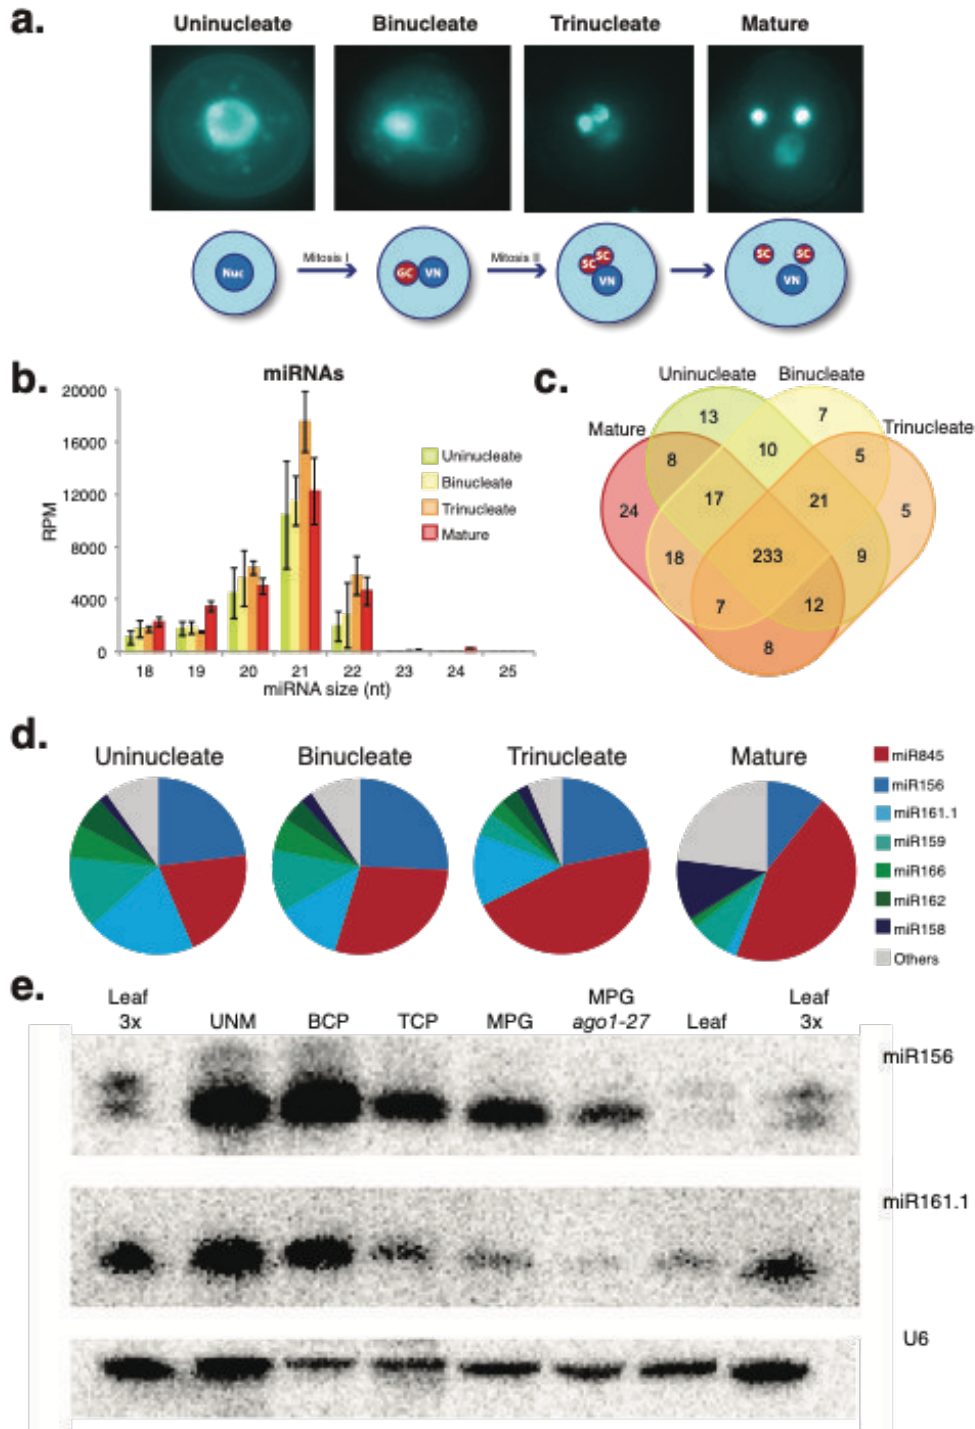 a.
Uninucleate Binucleate Trinucleate Mature
Nuc
Mitosis I
GC VN
Mitosis II
SC SC VN
SC SC VN
b.
miRNAs
20000
16000
12000
8000
4000
0
RPM
18 19 20 21 22 23 24 25
miRNA size (nt)
Uninucleate
Binucleate
Trinucleate
Mature
c.
Uninucleate Binucleate
Mature Trinucleate
13 7
8 10 5
24 17 21 5
18 233 9
7 12
8
d.
Uninucleate Binucleate Trinucleate Mature
miR845
miR156
miR161.1
miR159
miR166
miR162
miR158
Others
e.
Leaf 3x UNM BCP TCP MPG MPG ago1-27 Leaf Leaf 3x
miR156
miR161.1
U6